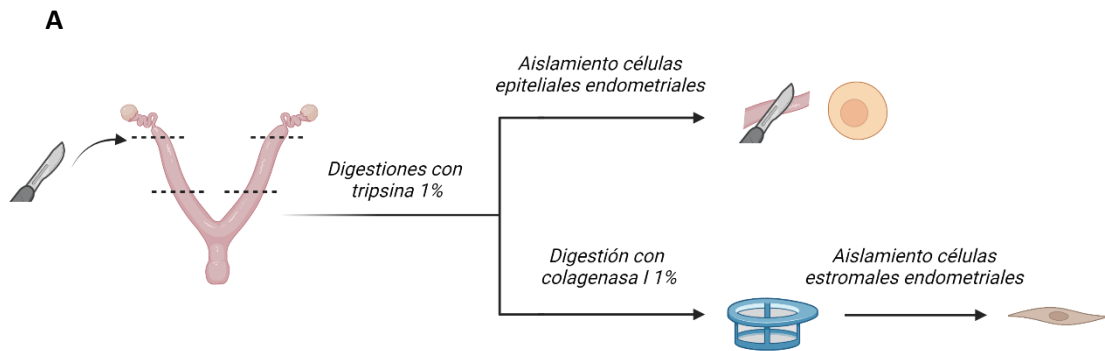 A
Aislamiento células
epiteliales endometriales
Digestiones con
tripsina 1%
Digestión con
colagenasa I 1%
Aislamiento células
estromales endometriales